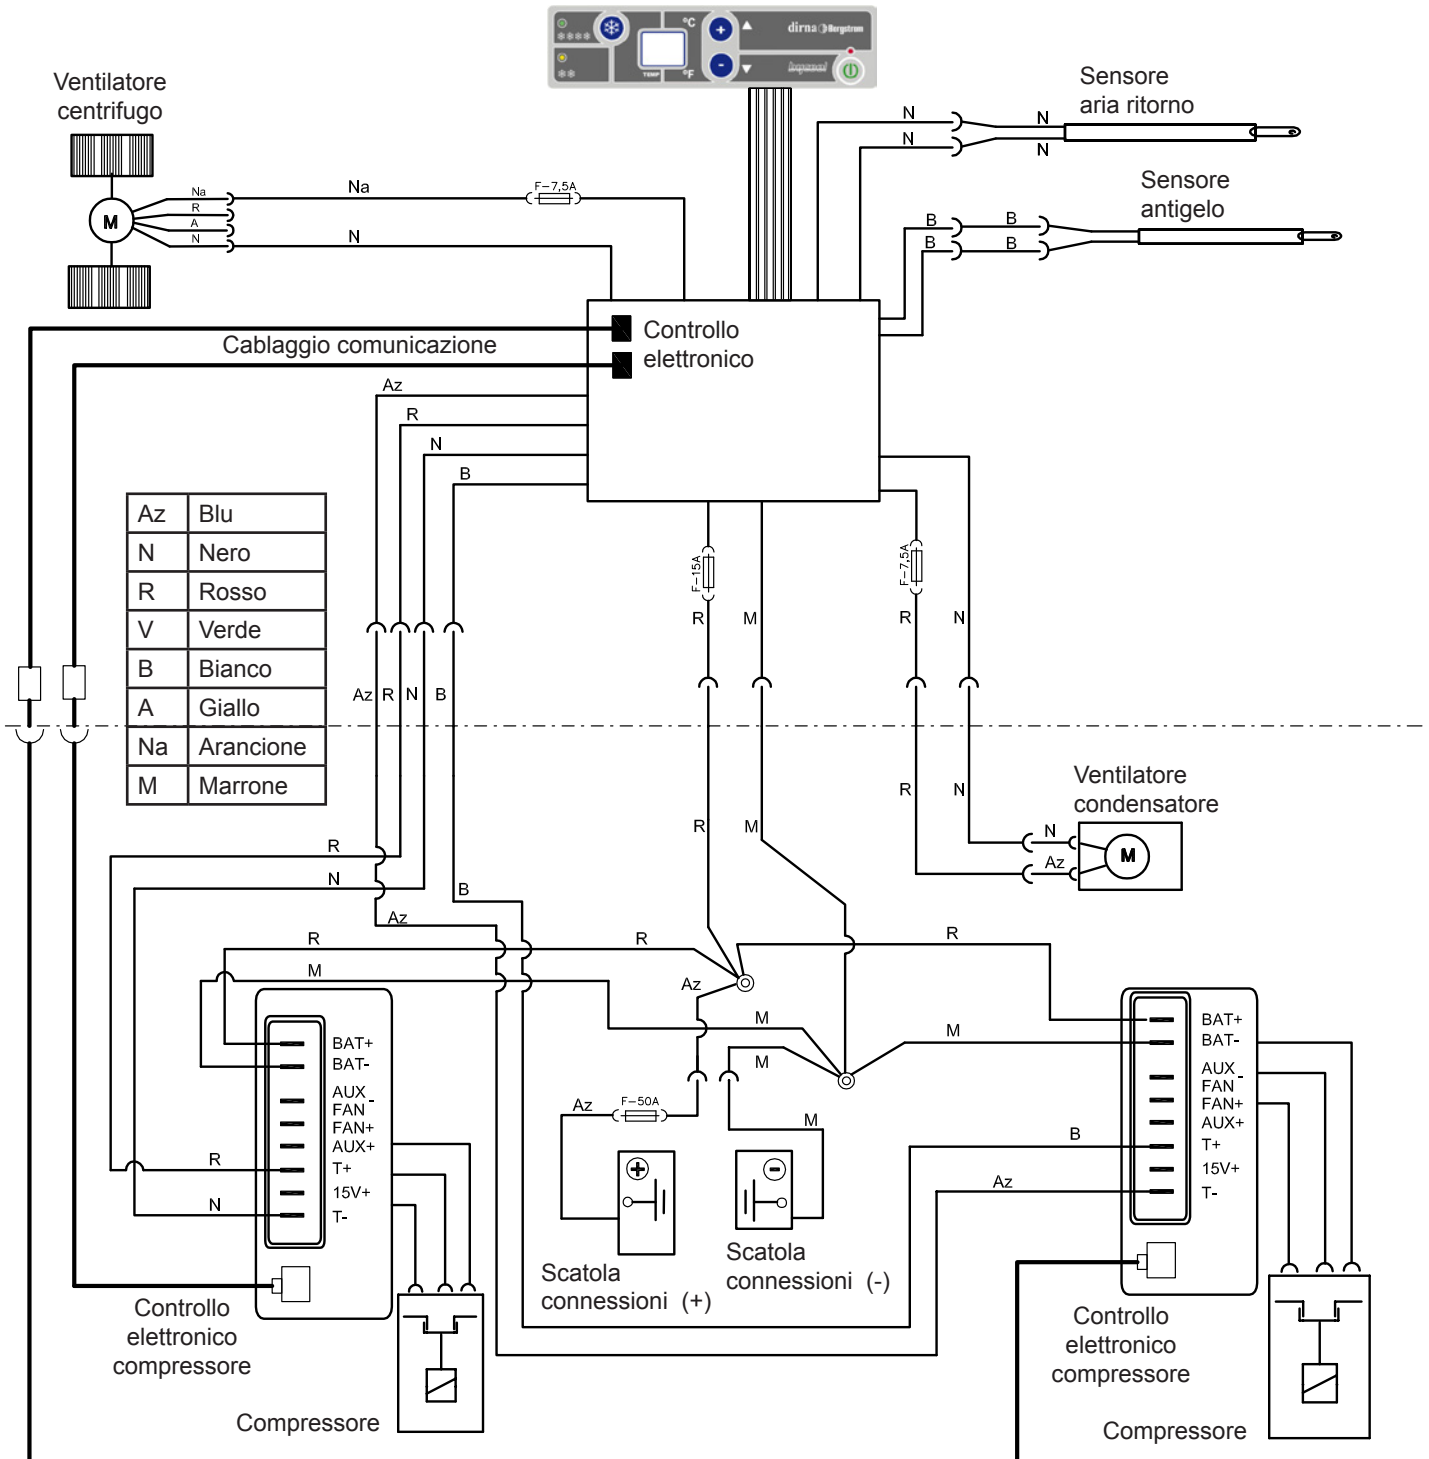 °C
dirna Bergstrom
TEMP
°F
Ventilatore
centrifugo
Sensore
aria ritorno
N
N
N
N
Sensore
antigelo
Na
R
A
N
M
Na
F-7,5A
N
B
B
B
B
Controllo
elettronico
Cablaggio comunicazione
Az
R
N
B
Az Blu
N Nero
R Rosso
V Verde
B Bianco
A Giallo
Na Arancione
M Marrone
F-15A
F-7,5A
R
M
R
N
Az
R
N
B
R
N
R
M
Ventilatore
condensatore
N
Az
M
R
N
B
Az
R
R
R
M
Az
M
M
M
BAT+
BAT-
AUX
FAN -
FAN+
AUX+
T+
15V+
T-
R
N
Az
F-50A
M
B
Az
BAT+
BAT-
AUX
FAN -
FAN+
AUX+
T+
15V+
T-
Scatola
connessioni (+)
Scatola
connessioni (-)
Controllo
elettronico
compressore
Compressore
Controllo
elettronico
compressore
Compressore